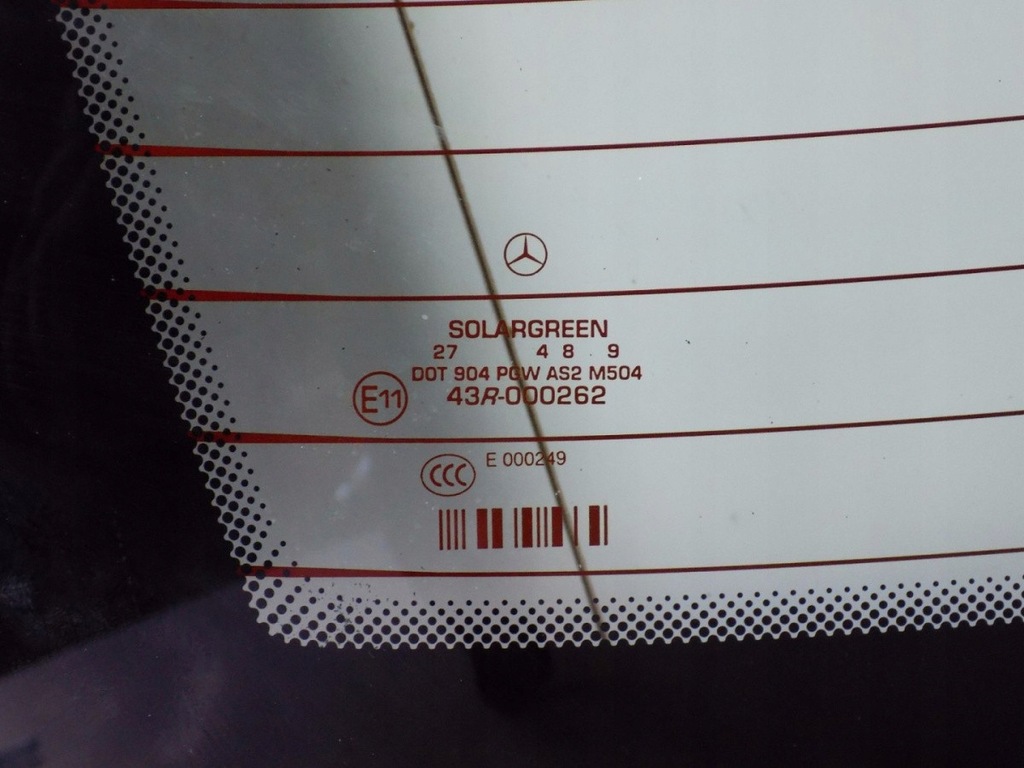 SOLARGREEN
27 4 8 . 9
DOT 904 PGW AS2 M504
E11 43R-000262
CCC E 000249